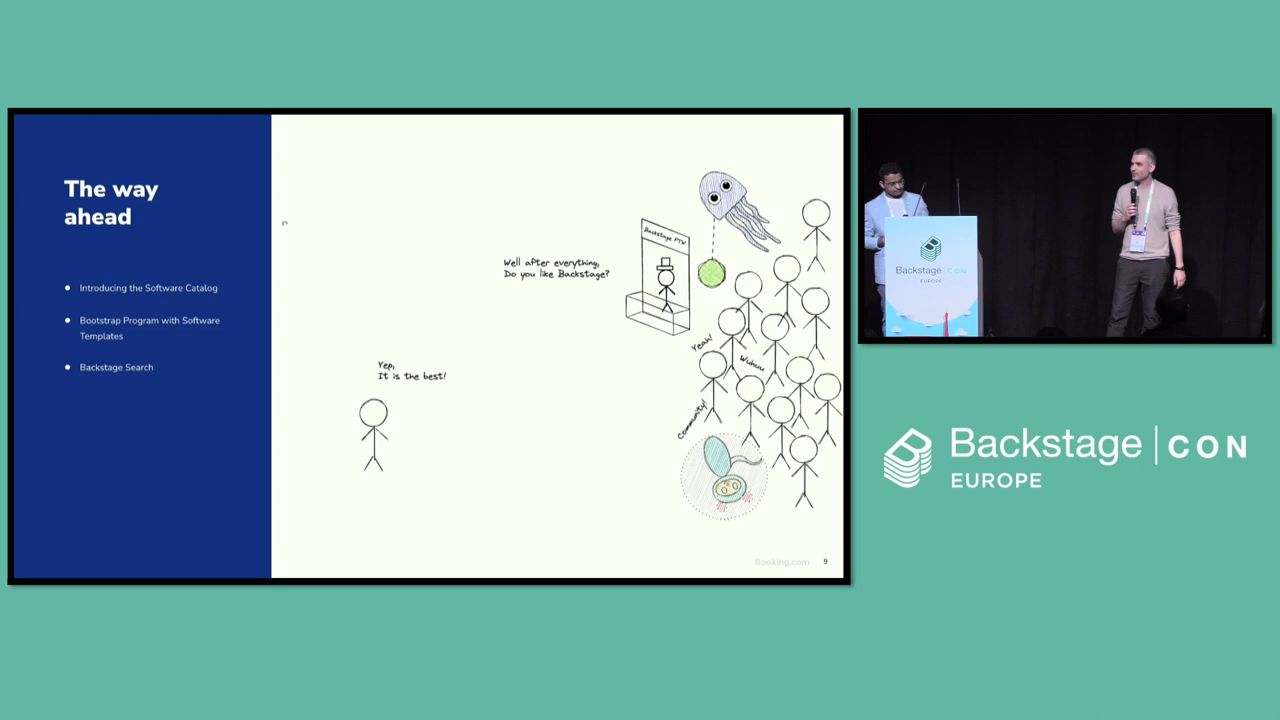 The way
ahead
Introducing the Software Catalog
Bootstrap Program with Software
Templates
Backstage Search
Well after everything,
Do you like Backstage?
Backstage FTW
Yep,
It is the best!
Yeah!
Wuhuu
Community!
Booking.com
9
Backstage CON
EUROPE
Backstage | CON
EUROPE